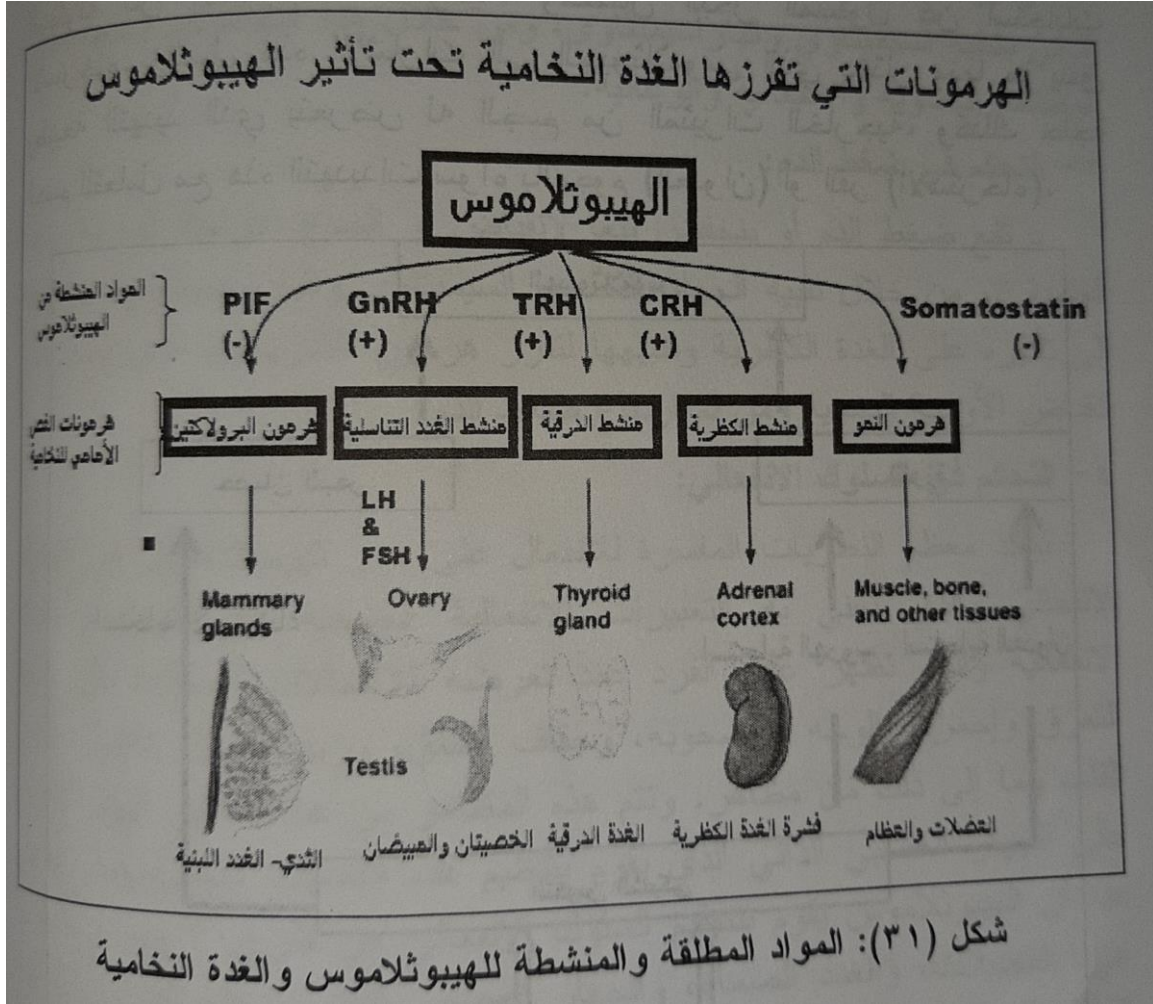 الهرمونات التي تفرزها الغدة النخامية تحت تأثير الهيبوثلاموس
الهيبوثلاموس
المواد المنشطة من
الهيبوثلاموس
PIF
(-)
GnRH
(+)
TRH
(+)
CRH
(+)
Somatostatin
(-)
هرمونات الفص
الأمامي للنخامية
هرمون البرولاكتين
منشط الغدد التناسلية
منشط الدرقية
منشط الكظرية
هرمون النمو
LH
&
FSH
Mammary
glands
Ovary
Thyroid
gland
Adrenal
cortex
Muscle, bone,
and other tissues
Testis
الثدي- الغدد اللبنية
الخصيتان والمبيضان
الغدة الدرقية
قشرة الغدة الكظرية
العضلات والعظام
شكل (٣١): المواد المطلقة والمنشطة للهيبوثلاموس والغدة النخامية